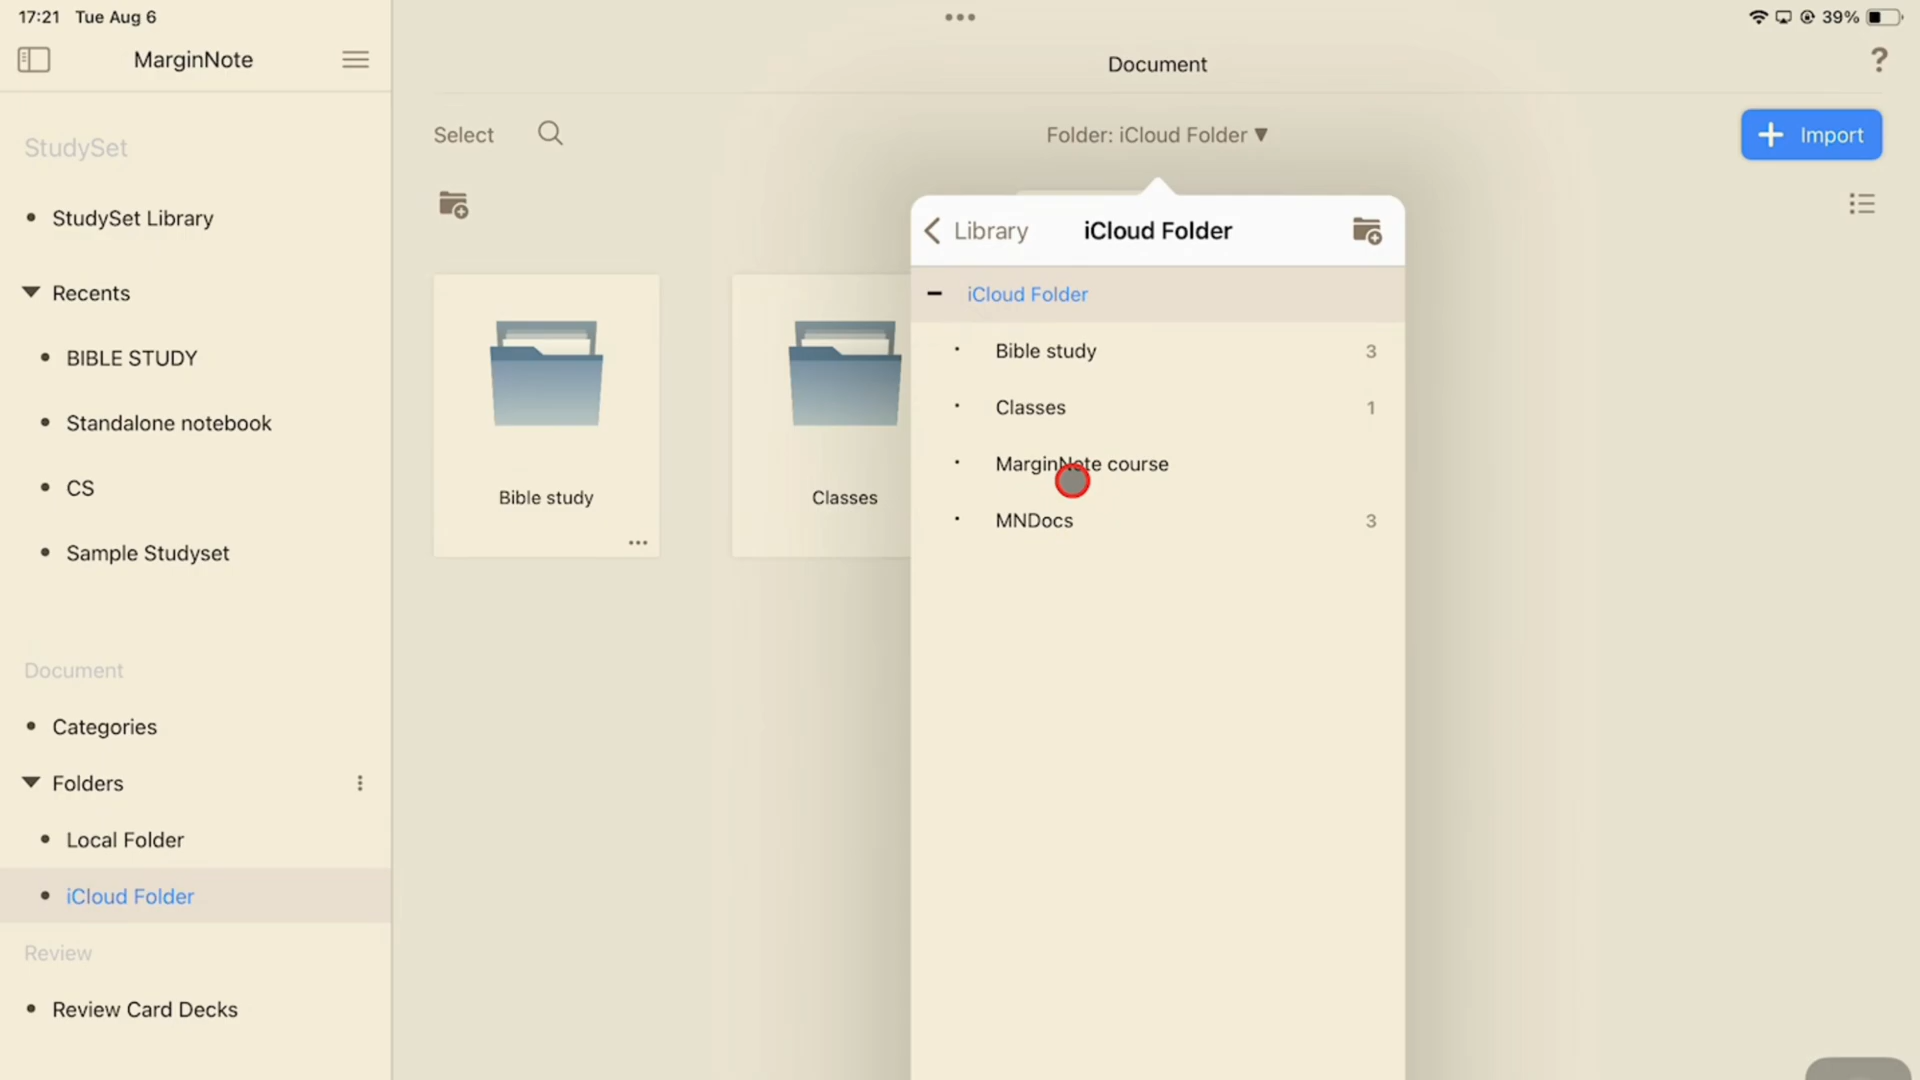 17:21 Tue Aug 6
39%
MarginNote
Document
?
StudySet
Select
Folder: iCloud Folder ▼
+ Import
StudySet Library
Recents
BIBLE STUDY
Standalone notebook
CS
Sample Studyset
Document
Categories
Folders
Local Folder
iCloud Folder
Review
Review Card Decks
Bible study
Classes
Library
iCloud Folder
iCloud Folder
Bible study 3
Classes 1
MarginNote course
MNDocs 3